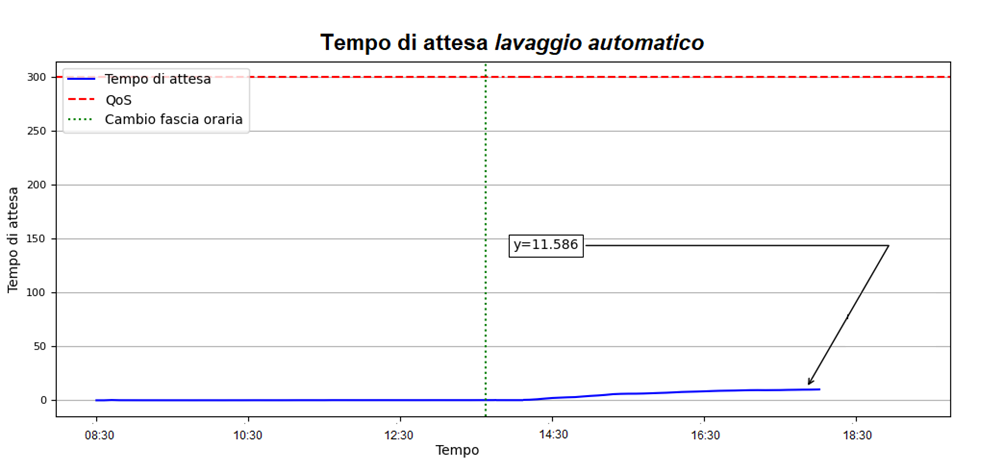 Tempo di attesa lavaggio automatico
Tempo di attesa
QoS
Cambio fascia oraria
Tempo di attesa
300
250
200
150
100
50
0
y=11.586
08:30 10:30 12:30 14:30 16:30 18:30
Tempo